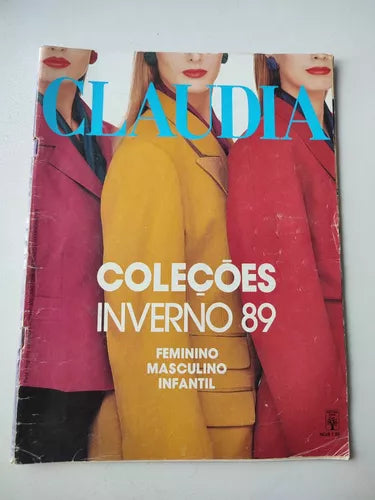 CLAUDIA
COLEÇÕES
INVERNO 89
FEMININO
MASCULINO
INFANTIL